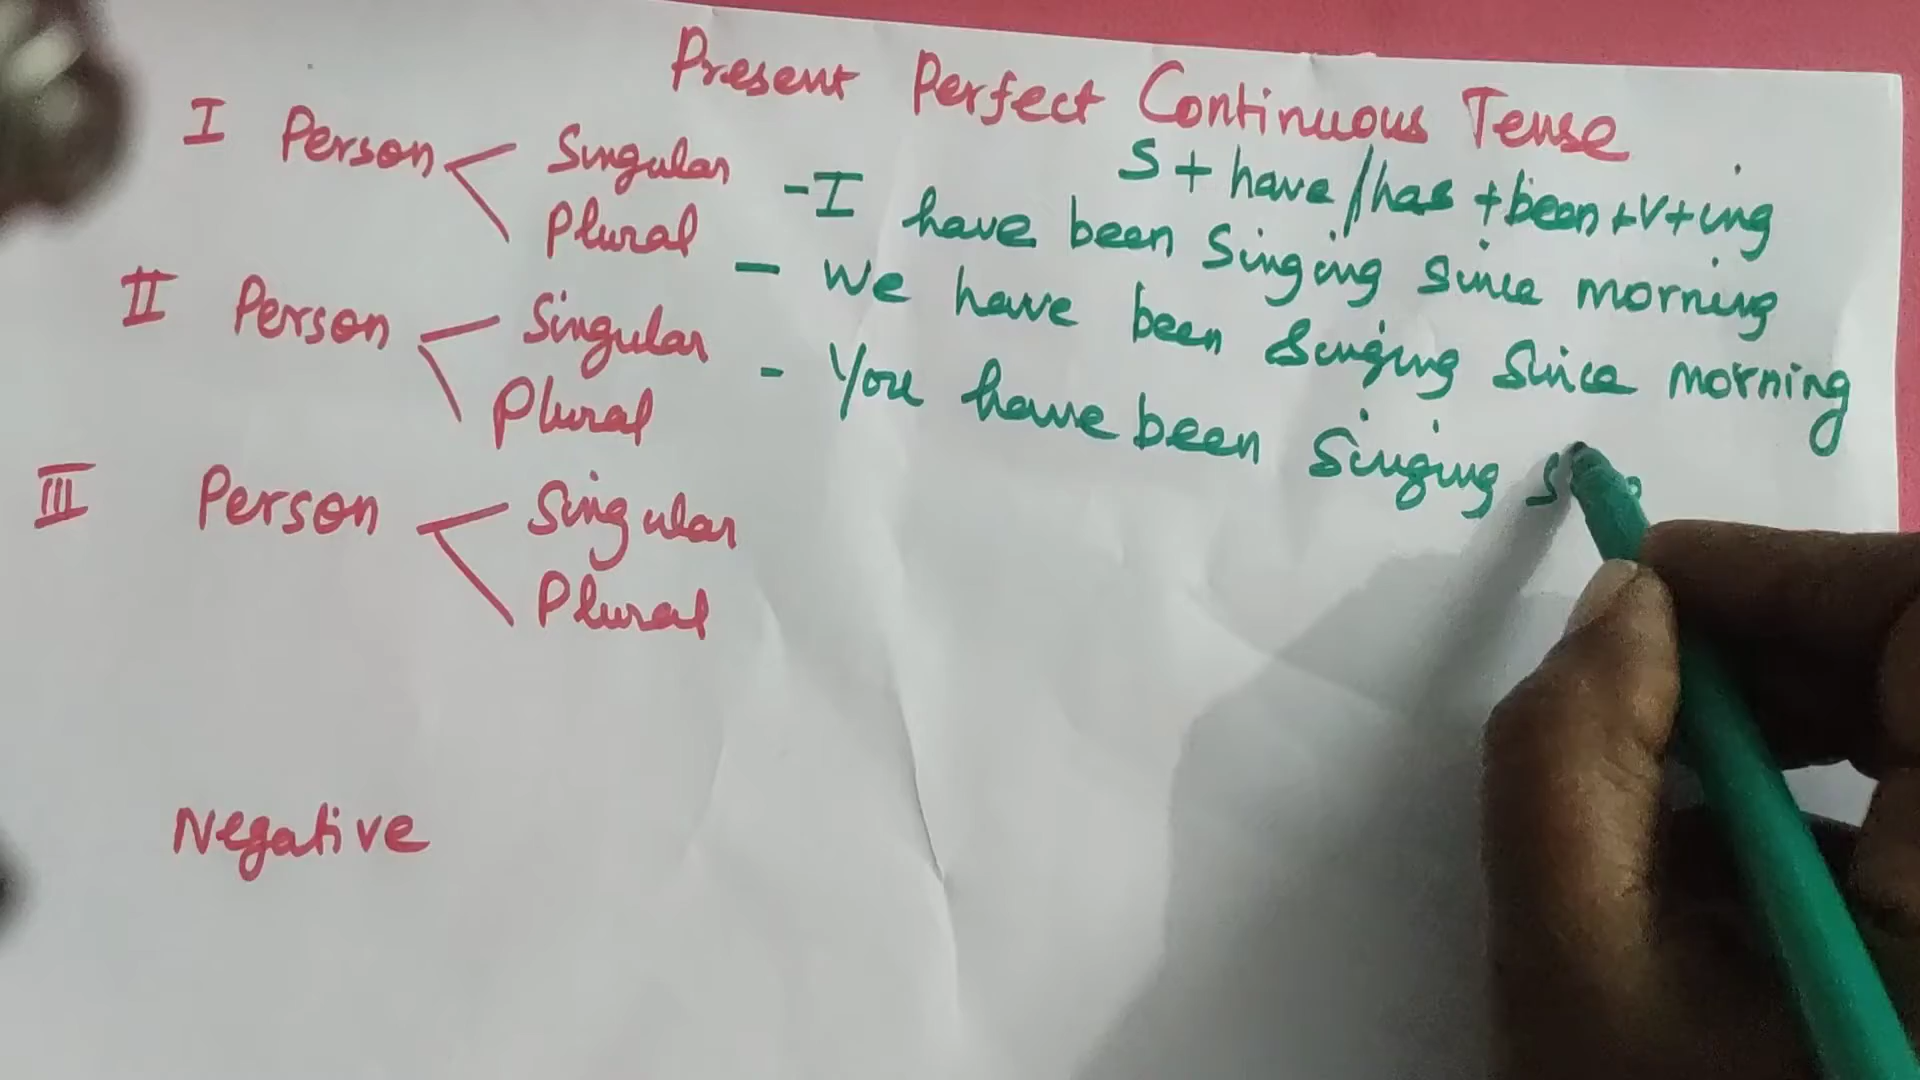 Present Perfect Continuous Tense
S + have/has + been + V + ing
I Person Singular - I have been Singing Since morning
Plural - We have been Singing Since morning
II Person Singular - You have been Singing
Plural
III Person Singular
Plural
Negative